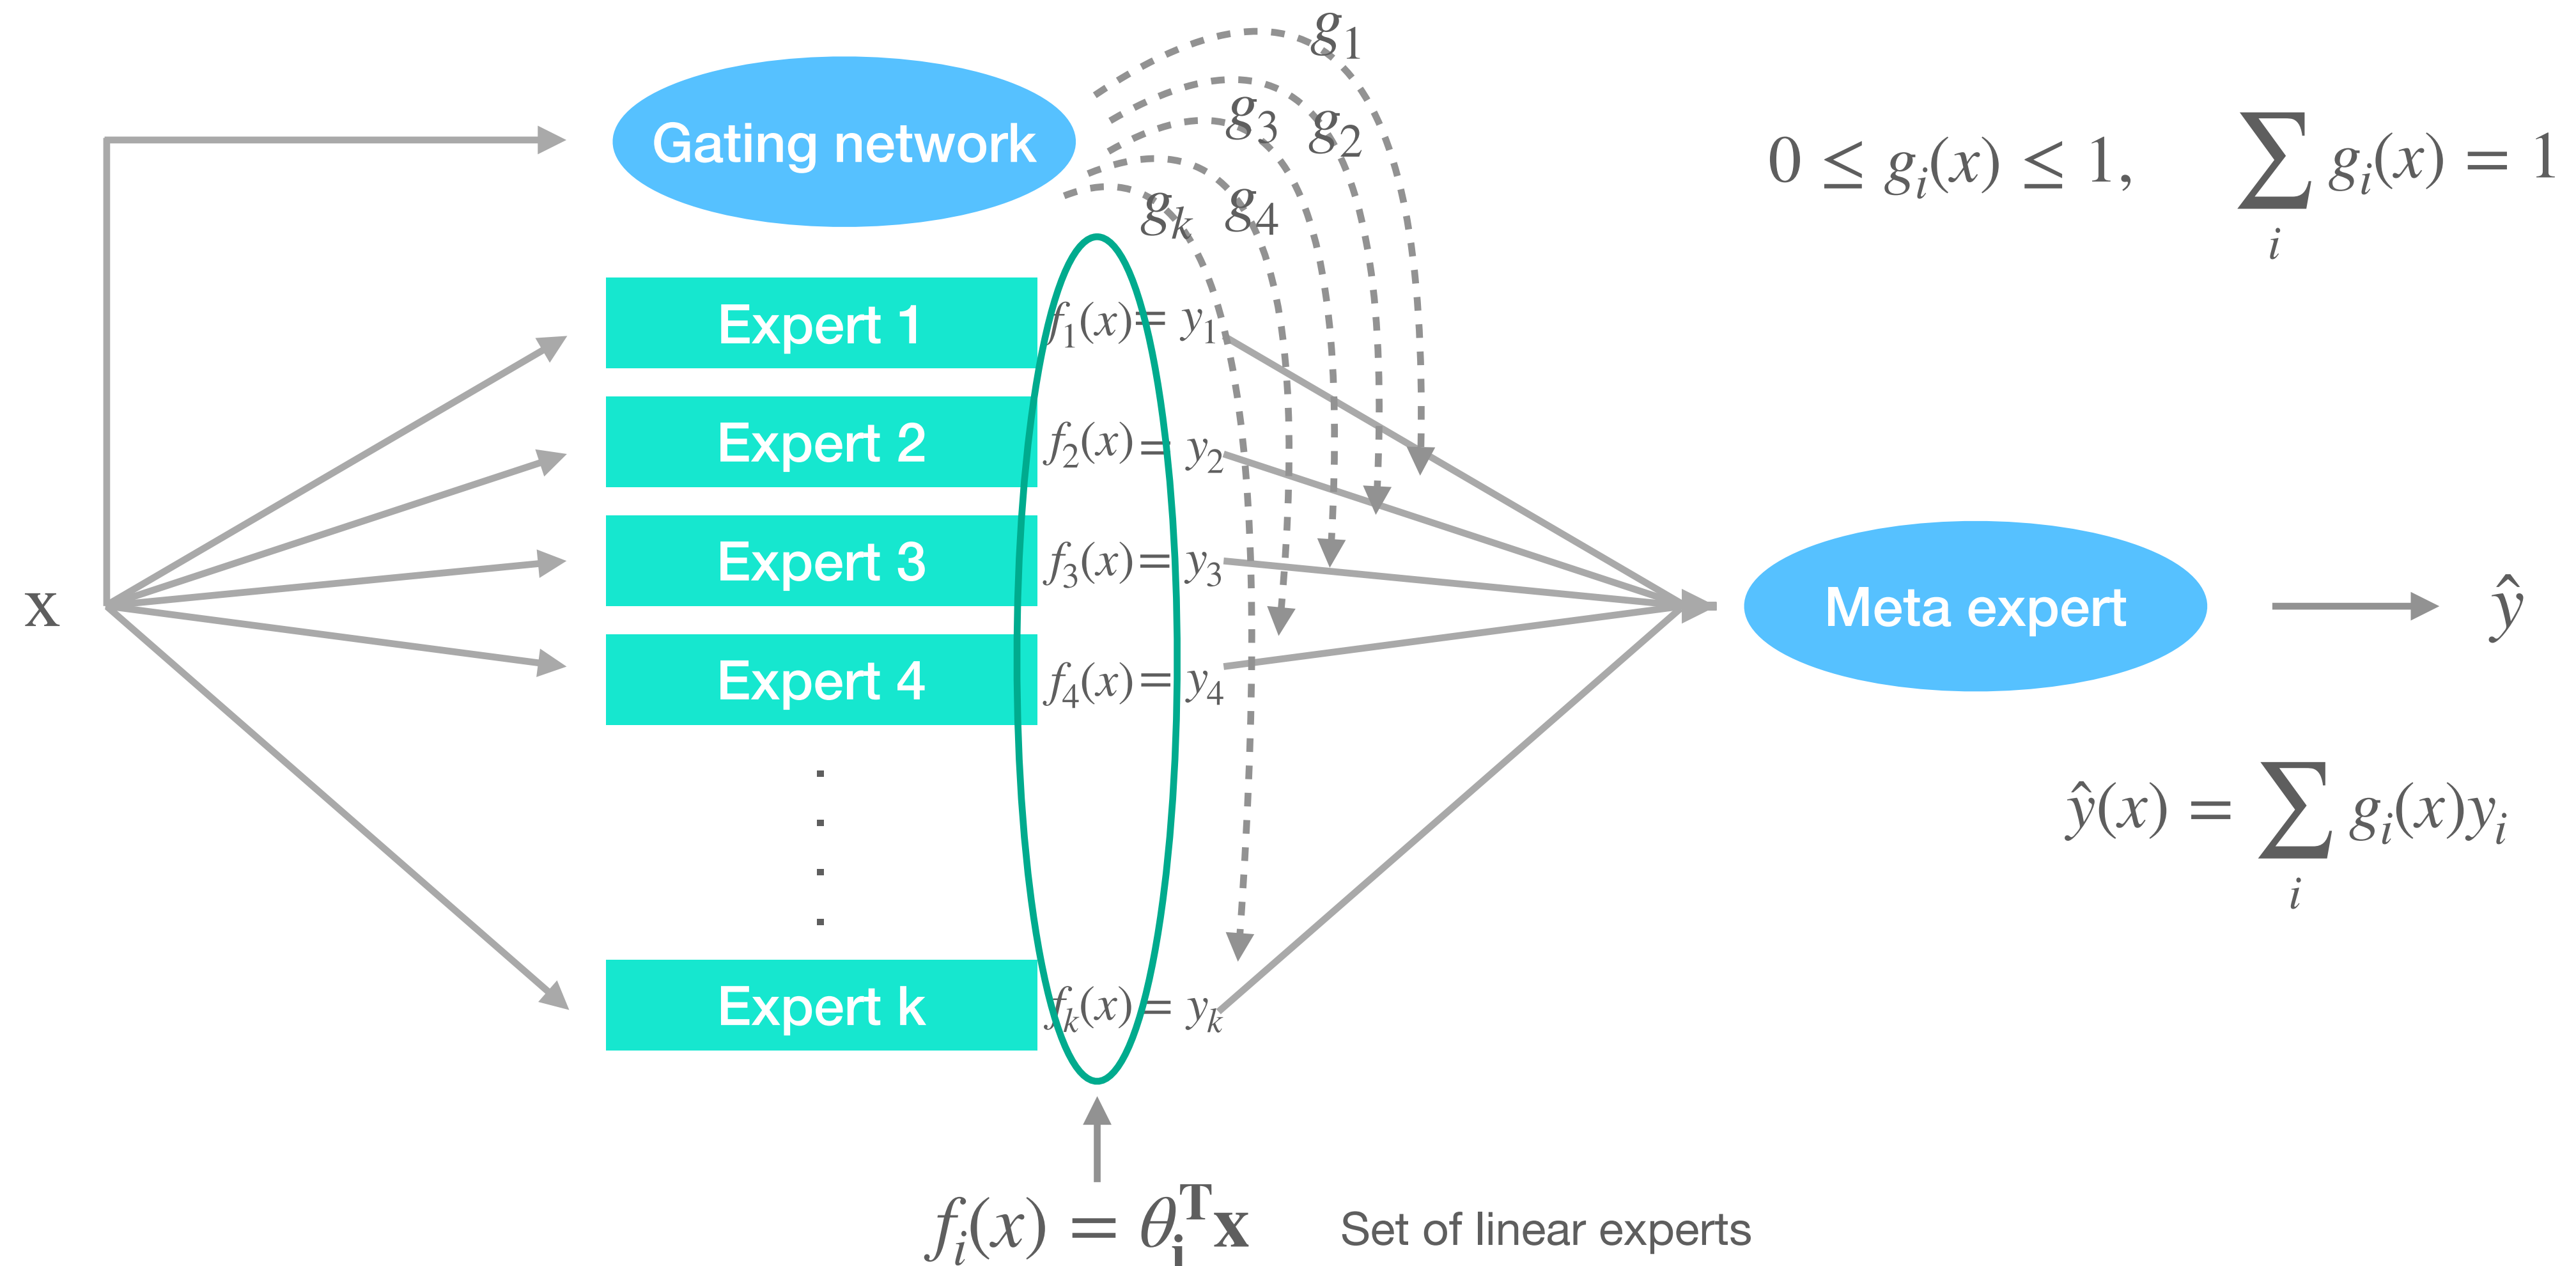 g₁
g₃ g₂
gₖ g₄
Gating network
0 ≤ gᵢ(x) ≤ 1, ∑ᵢ gᵢ(x) = 1
Expert 1 f₁(x) = y₁
Expert 2 f₂(x) = y₂
Expert 3 f₃(x) = y₃
x
Meta expert
ŷ
Expert 4 f₄(x) = y₄
.
.
.
.
ŷ(x) = ∑ᵢ gᵢ(x)yᵢ
Expert k fₖ(x) = yₖ
fᵢ(x) = θᵢᵀx Set of linear experts